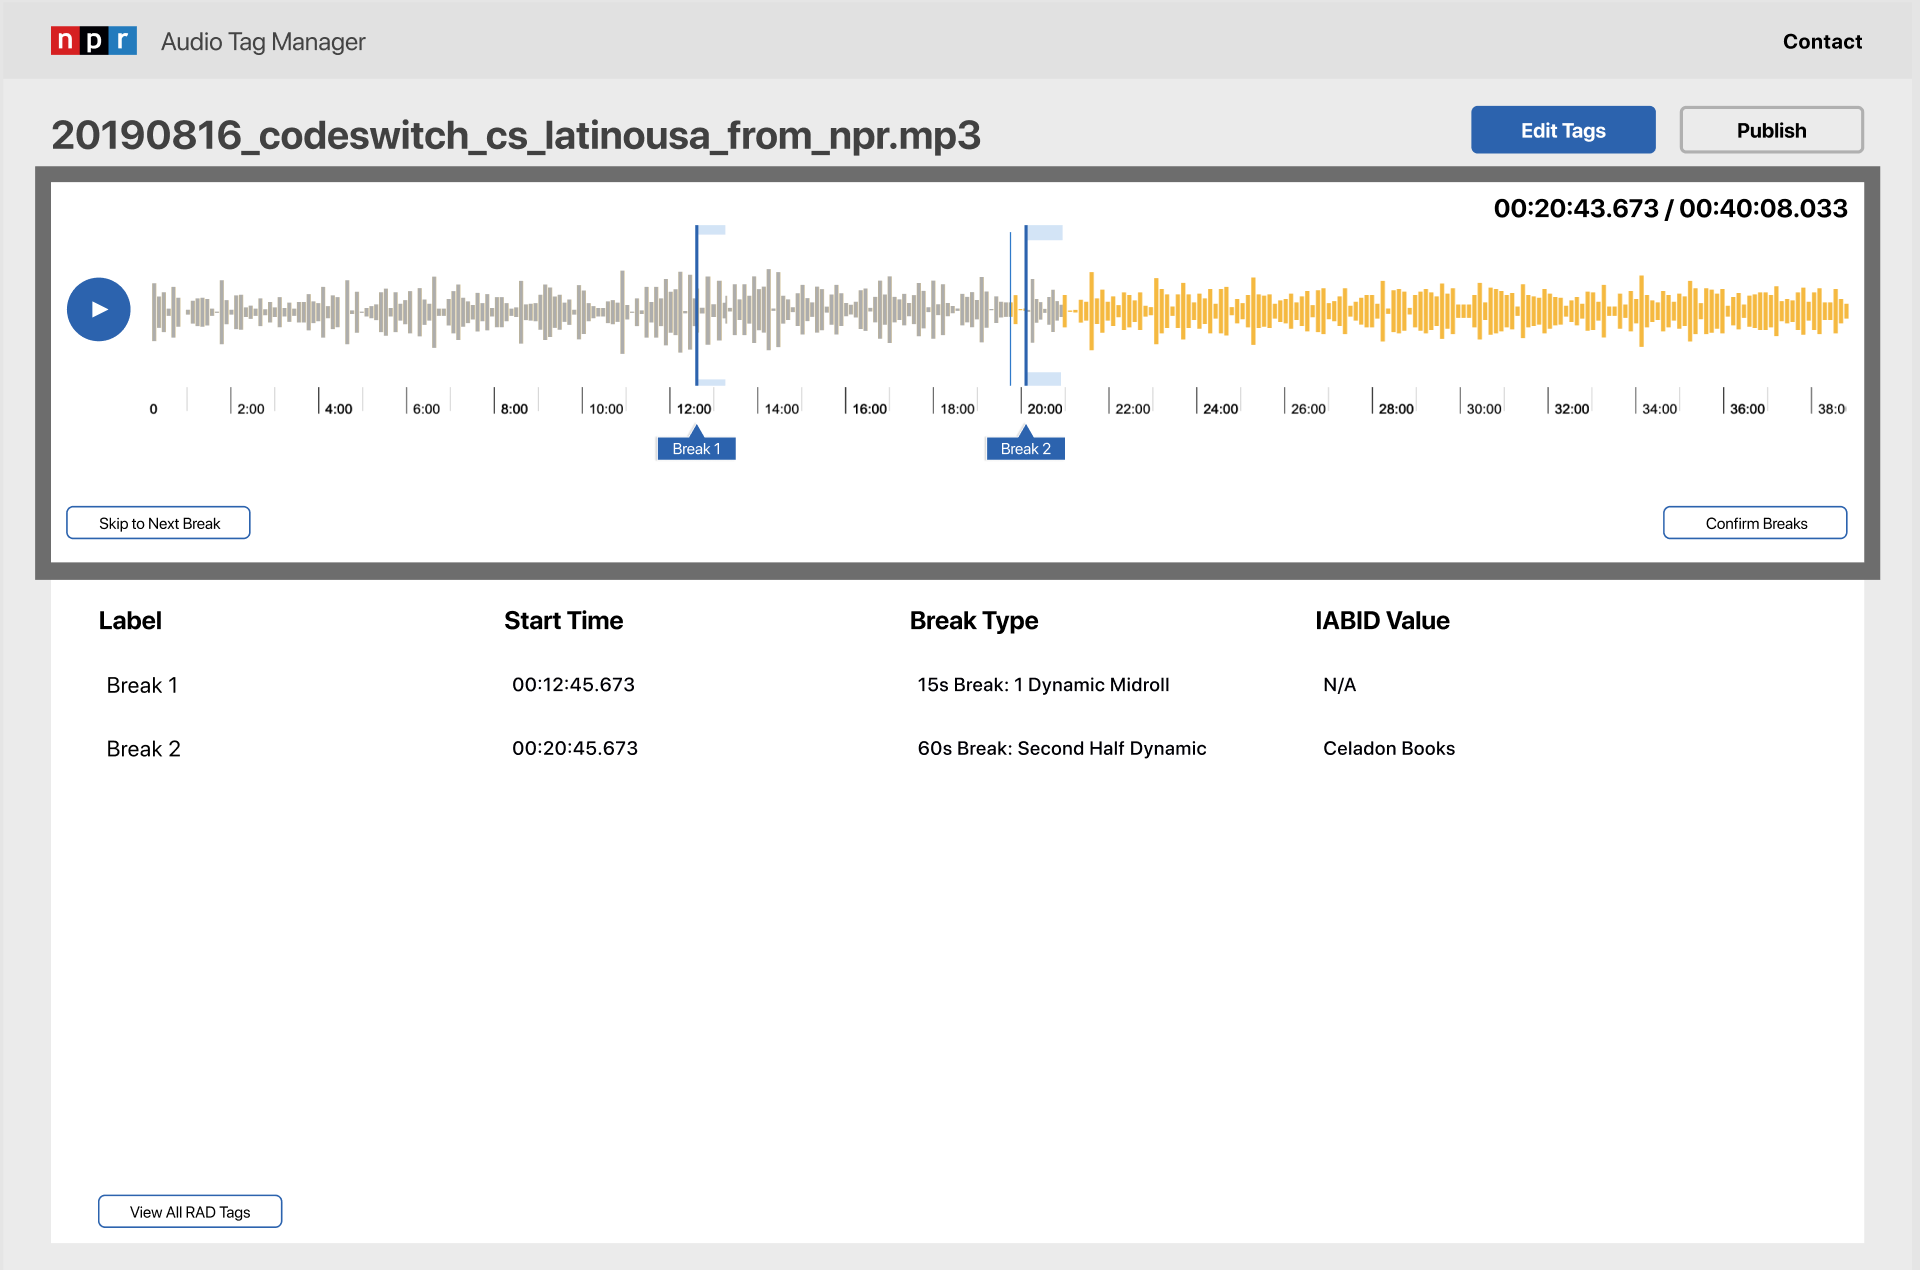 npr Audio Tag Manager Contact
20190816_codeswitch_cs_latinousa_from_npr.mp3 Edit Tags Publish
00:20:43.673 / 00:40:08.033
0 2:00 4:00 6:00 8:00 10:00 12:00 14:00 16:00 18:00 20:00 22:00 24:00 26:00 28:00 30:00 32:00 34:00 36:00 38:0
Break 1 Break 2
Skip to Next Break Confirm Breaks
Label Start Time Break Type IABID Value
Break 1 00:12:45.673 15s Break: 1 Dynamic Midroll N/A
Break 2 00:20:45.673 60s Break: Second Half Dynamic Celadon Books
View All RAD Tags